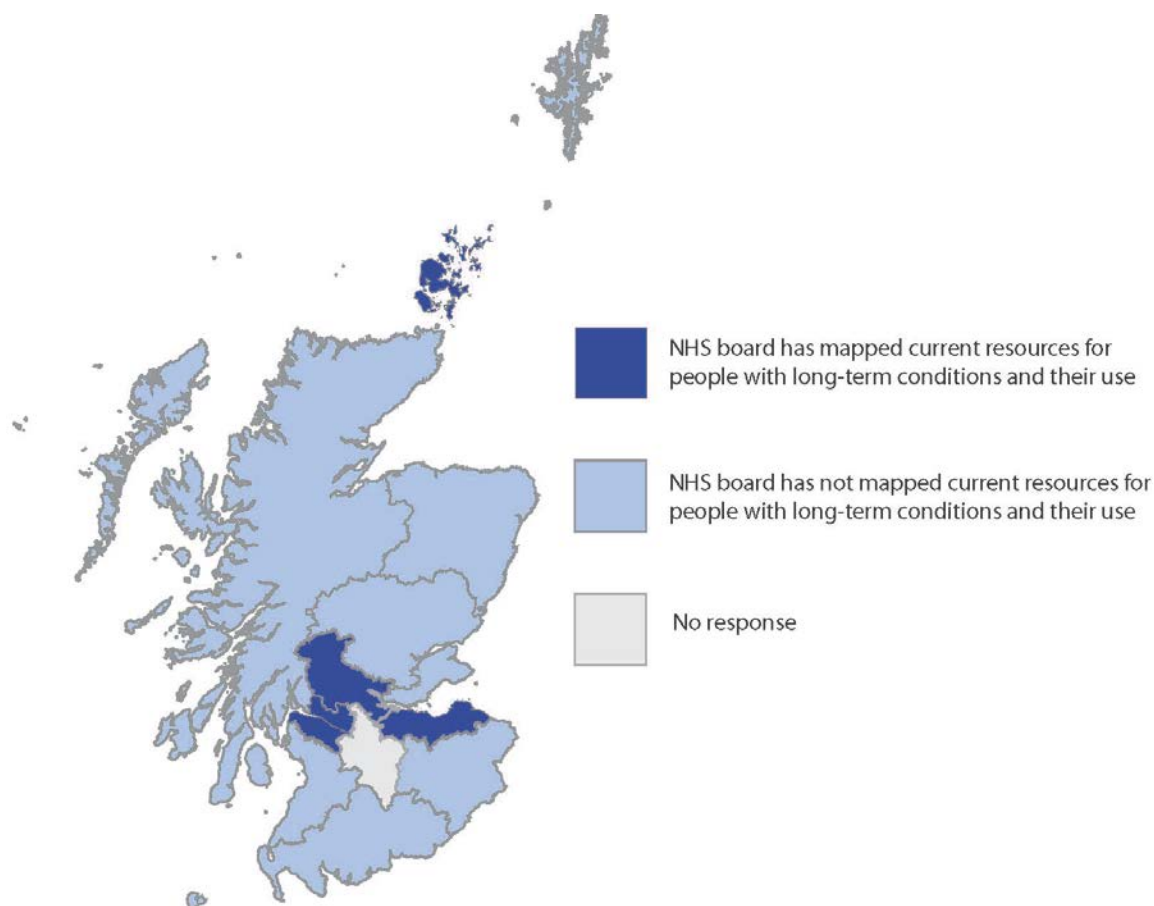 NHS board has mapped current resources for
people with long-term conditions and their use
NHS board has not mapped current resources for
people with long-term conditions and their use
No response